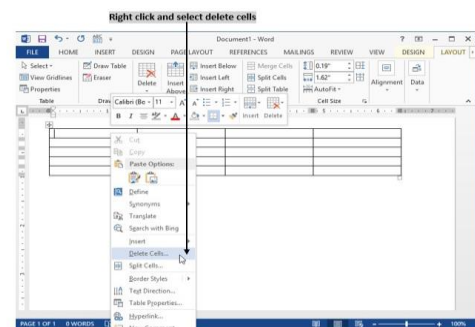 Right click and select delete cells
Document1 - Word
FILE HOME INSERT DESIGN PAGE LAYOUT REFERENCES MAILINGS REVIEW VIEW DESIGN LAYOUT
Select Draw Table Insert Below Merge Cells 0.19"
View Gridlines Eraser Delete Insert Insert Left Split Cells 1.62" Alignment Data
Properties Above Insert Right Split Table AutoFit
Table Draw Cell Size
Calibri (Bo 11
B I Insert Delete
Cut
Copy
Paste Options:
Define
Synonyms
Translate
Search with Bing
Insert
Delete Cells...
Split Cells...
Border Styles
Text Direction...
Table Properties...
Hyperlink...
New Comment
PAGE 1 OF 1 0 WORDS 100%